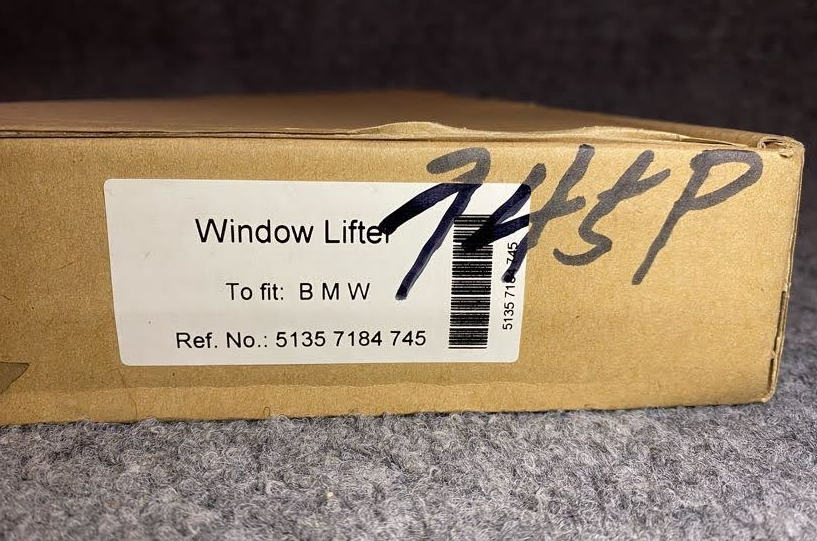 Window Lifter
To fit: B M W
Ref. No.: 5135 7184 745
5135 7184 745
745P